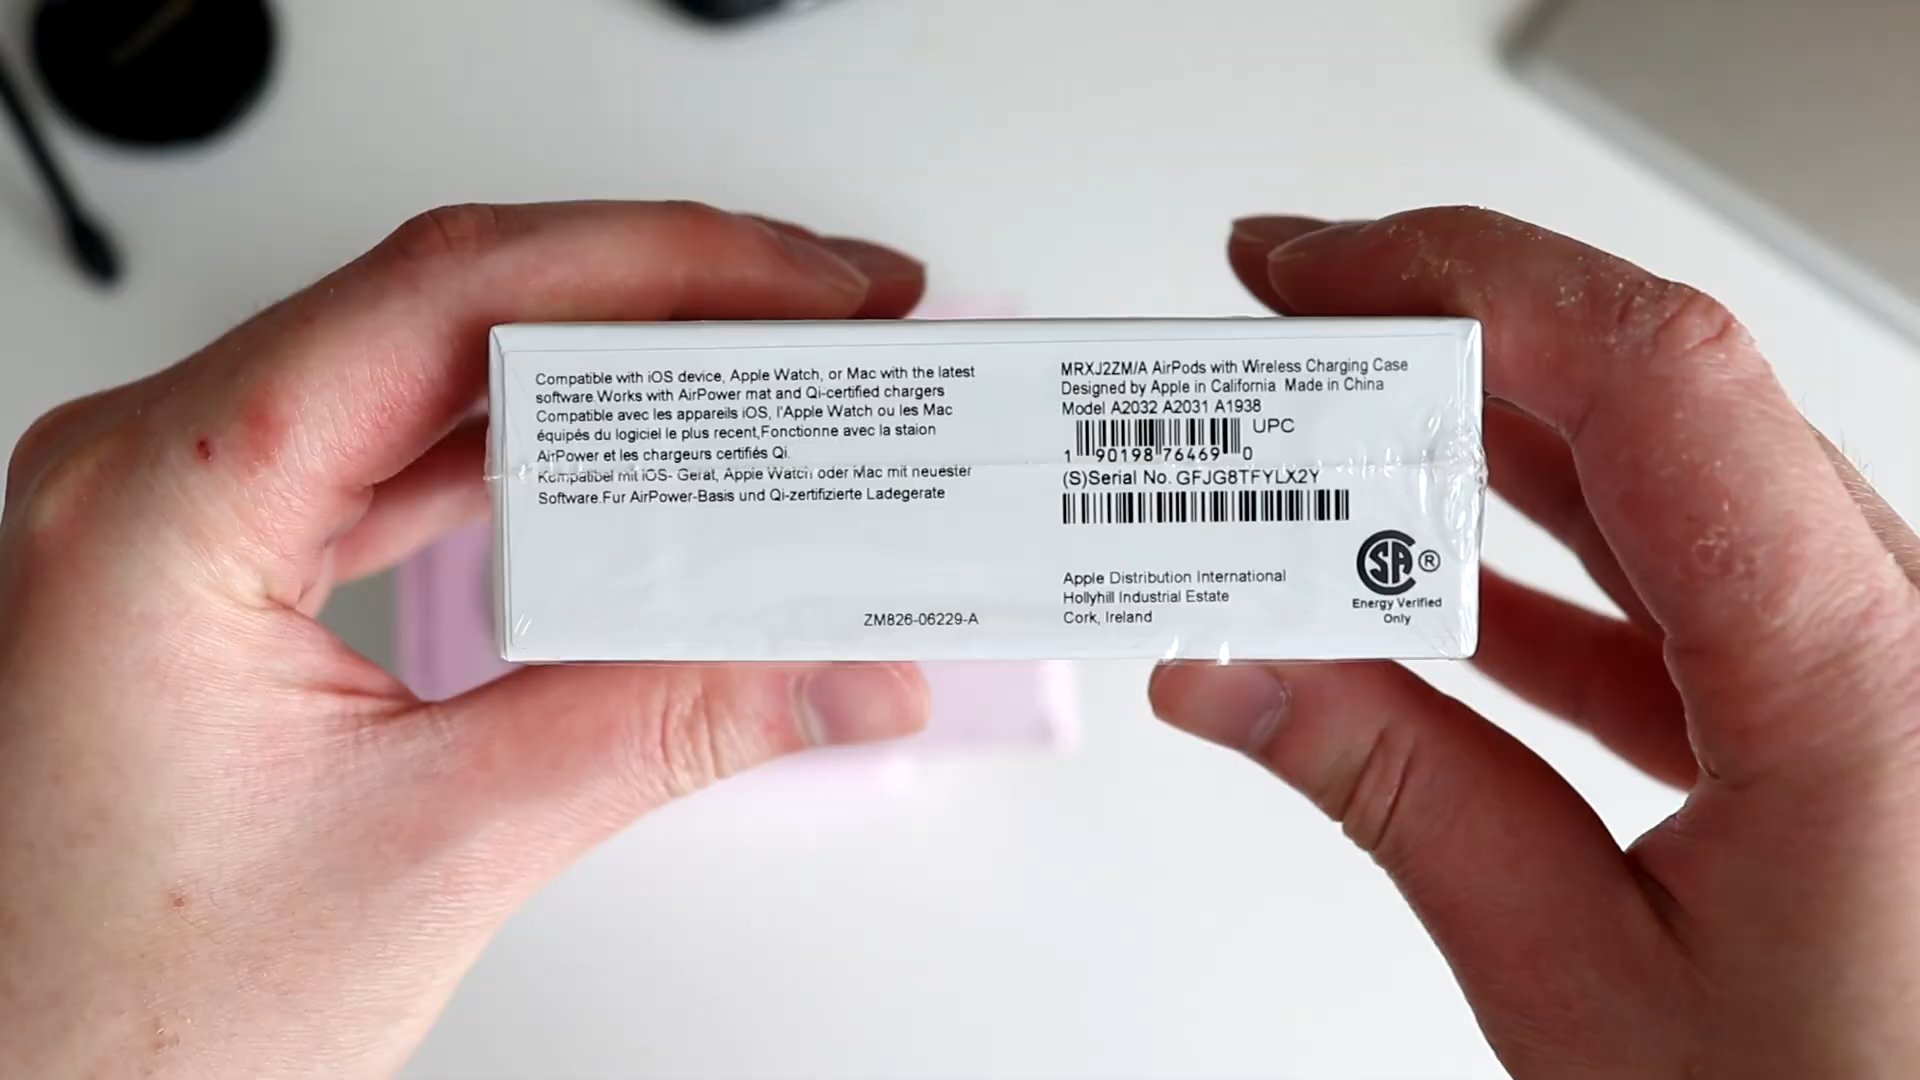 Compatible with iOS device, Apple Watch, or Mac with the latest
software.Works with AirPower mat and Qi-certified chargers
Compatible avec les appareils iOS, l'Apple Watch ou les Mac
équipés du logiciel le plus recent,Fonctionne avec la staion
AirPower et les chargeurs certifiés Qi.
Kompatibel mit iOS- Gerat, Apple Watch oder Mac mit neuester
Software.Fur AirPower-Basis und Qi-zertifizierte Ladegerate
ZM826-06229-A
MRXJ2ZM/A AirPods with Wireless Charging Case
Designed by Apple in California Made in China
Model A2032 A2031 A1938
UPC
1 90198 76469 0
(S)Serial No. GFJG8TFYLX2Y
Apple Distribution International
Hollyhill Industrial Estate
Cork, Ireland
SA ®
Energy Verified
Only